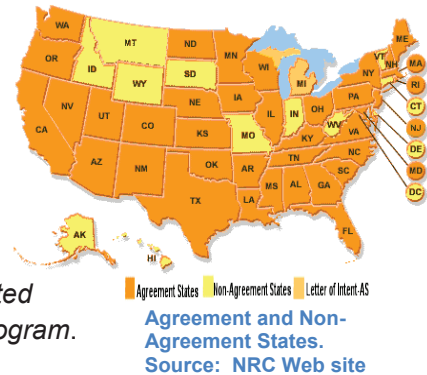 WA
MT
ND
MN
ME
OR
ID
WY
SD
WI
MI
VT
NH
NY
MA
RI
CT
NJ
DE
MD
DC
NV
UT
CO
NE
IA
IL
IN
OH
PA
WV
VA
CA
KS
MO
KY
NC
TN
SC
AZ
NM
OK
AR
MS
AL
GA
TX
LA
FL
AK
HI
Agreement States Non-Agreement States Letter of Intent-AS
ted
ogram.
Agreement and Non-
Agreement States.
Source: NRC Web site